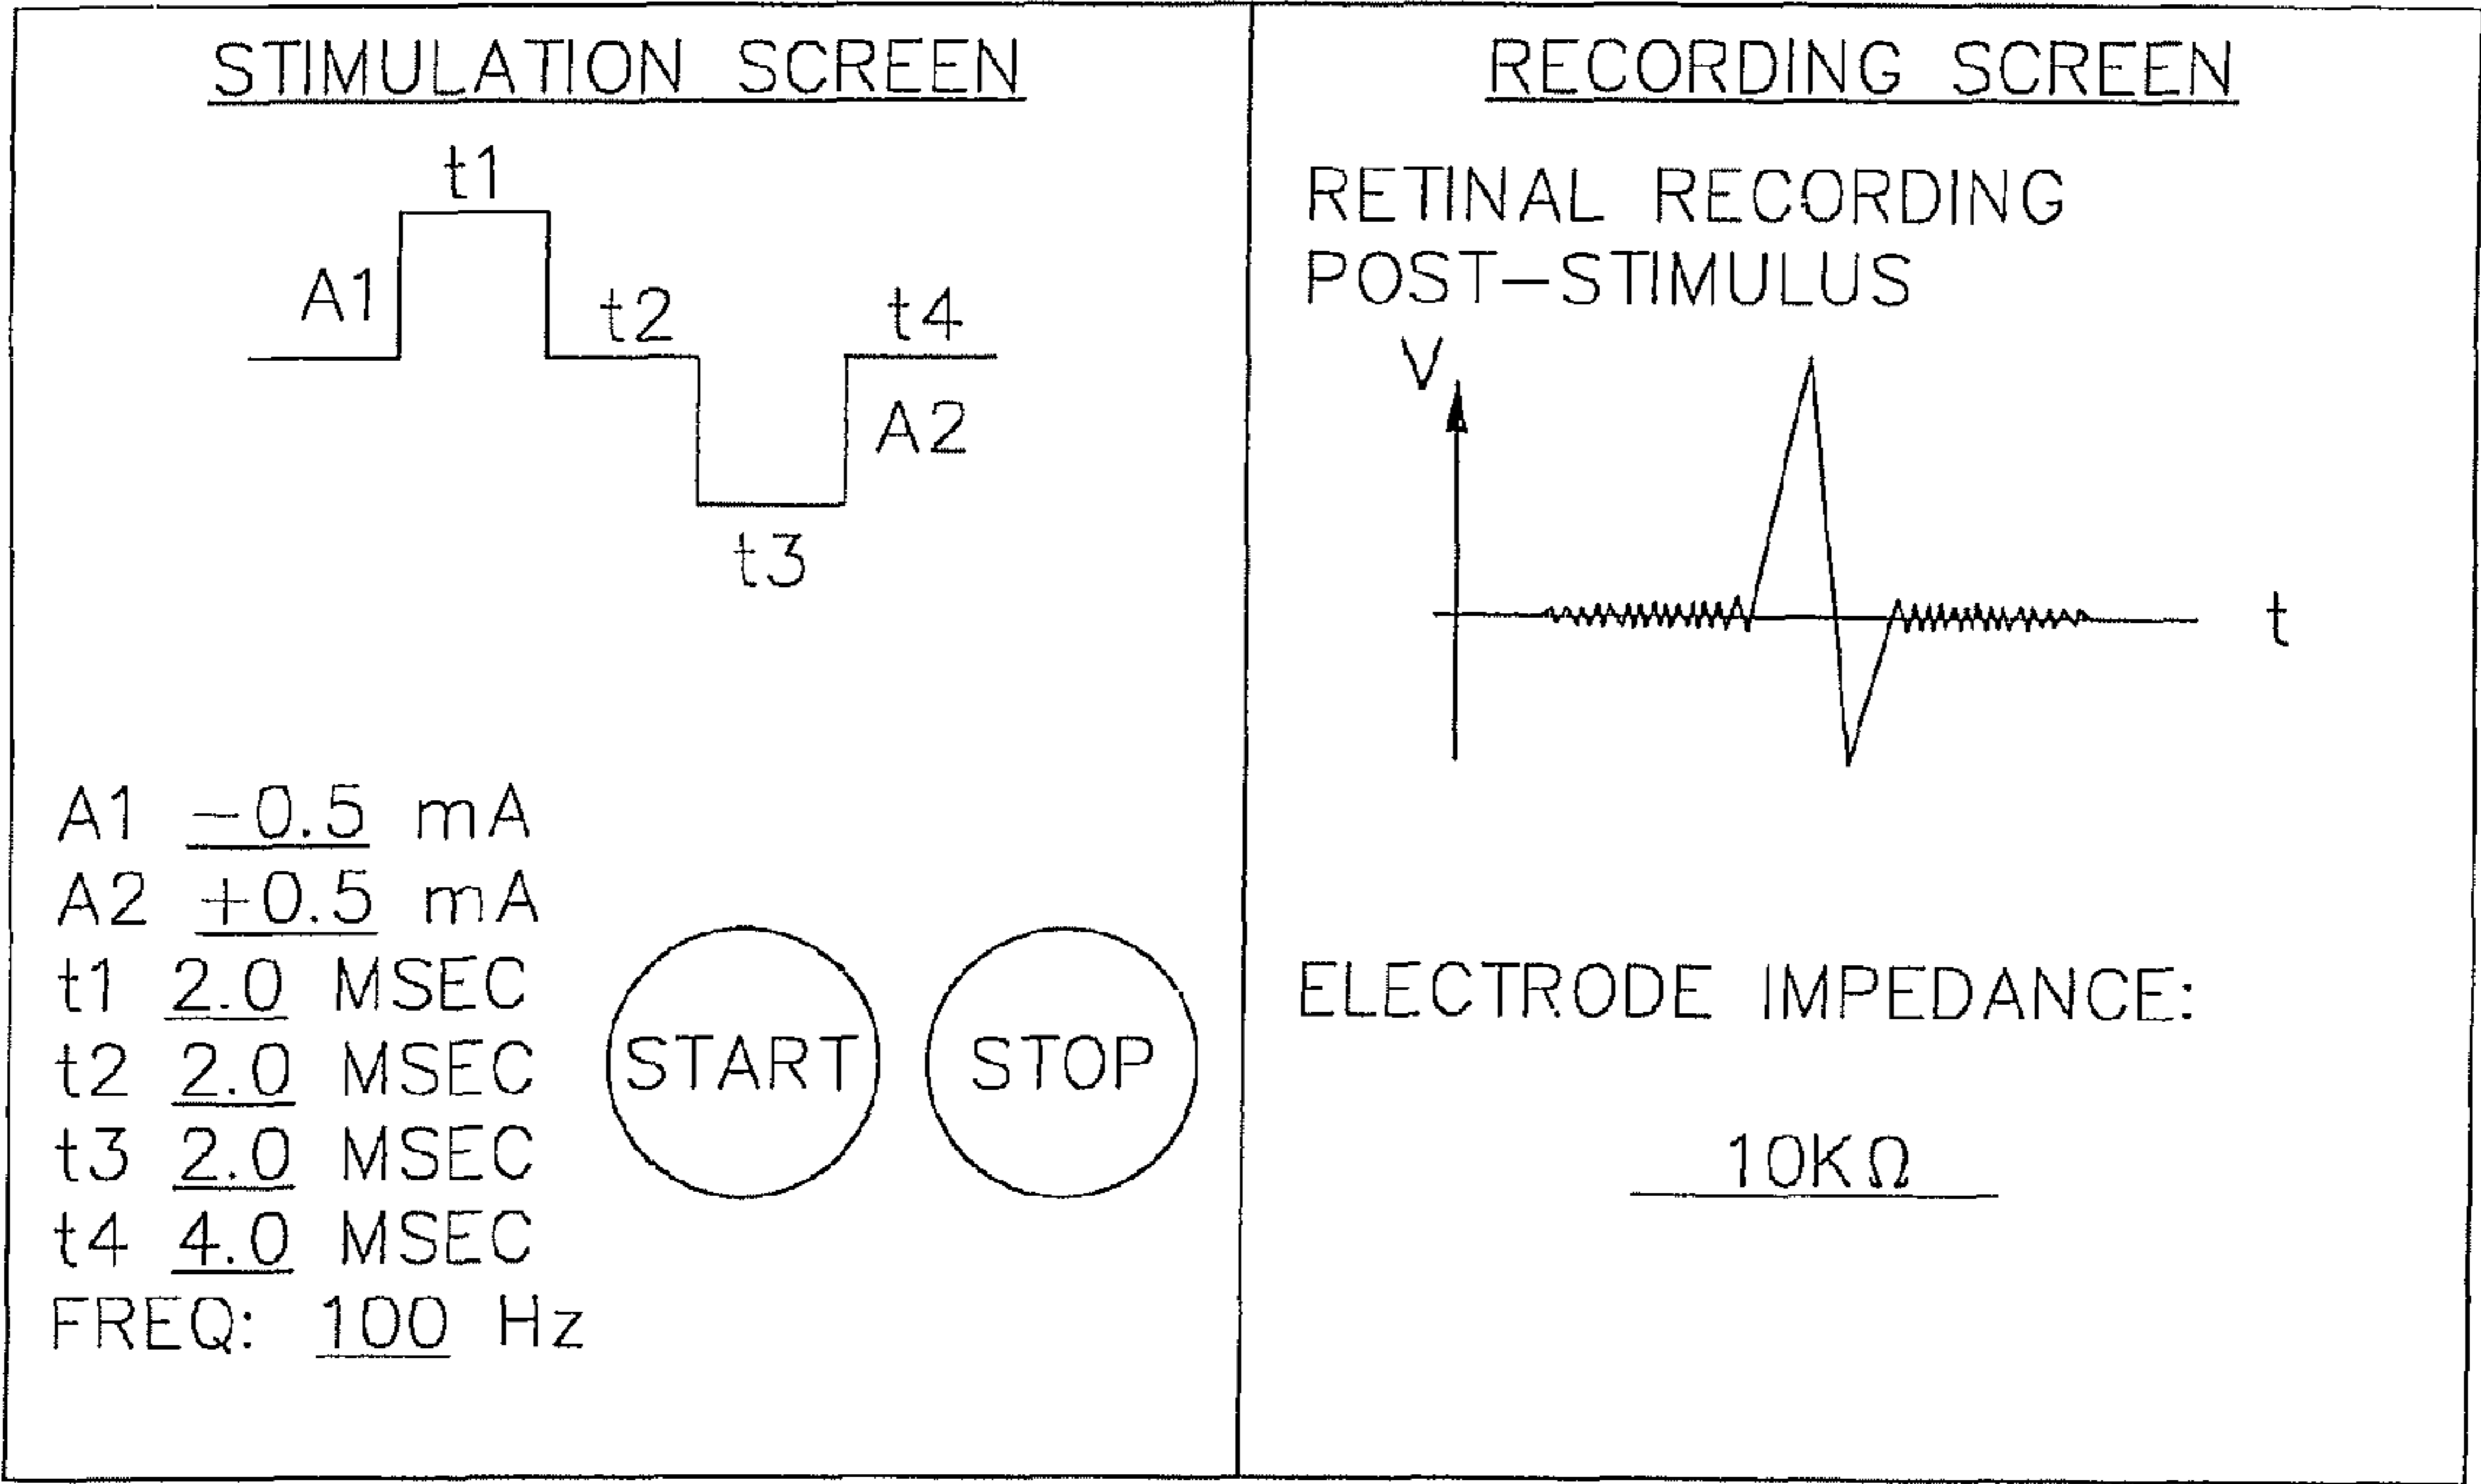 STIMULATION SCREEN
t1
A1
t2
t4
A2
t3
A1 -0.5 mA
A2 +0.5 mA
t1 2.0 MSEC
t2 2.0 MSEC
t3 2.0 MSEC
t4 4.0 MSEC
FREQ: 100 Hz
START
STOP
RECORDING SCREEN
RETINAL RECORDING
POST-STIMULUS
V
t
ELECTRODE IMPEDANCE:
10KΩ